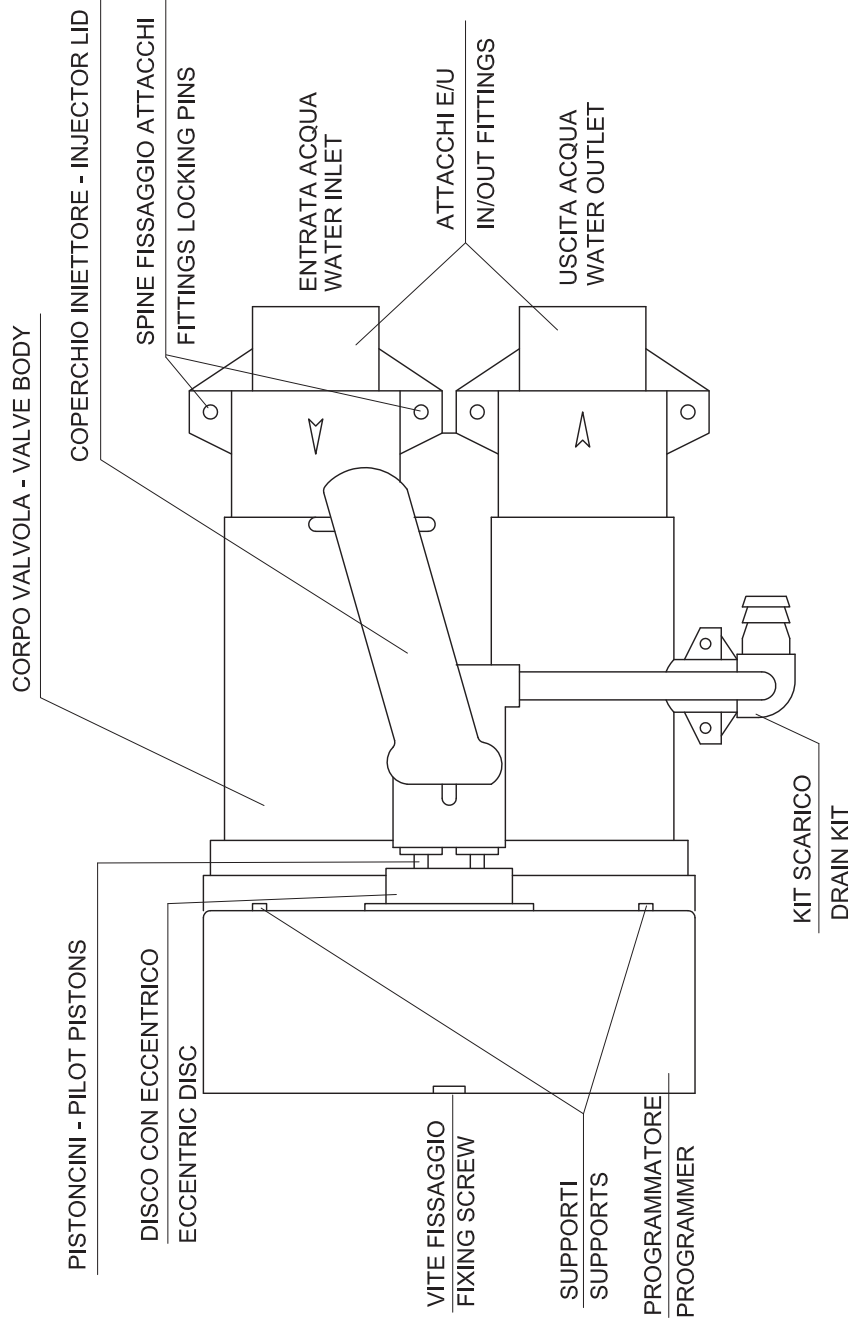 CORPO VALVOLA - VALVE BODY
COPERCHIO INIETTORE - INJECTOR LID
SPINE FISSAGGIO ATTACCHI
FITTINGS LOCKING PINS
ENTRATA ACQUA
WATER INLET
ATTACCHI E/U
IN/OUT FITTINGS
USCITA ACQUA
WATER OUTLET
PISTONCINI - PILOT PISTONS
DISCO CON ECCENTRICO
ECCENTRIC DISC
VITE FISSAGGIO
FIXING SCREW
SUPPORTI
SUPPORTS
PROGRAMMATORE
PROGRAMMER
KIT SCARICO
DRAIN KIT